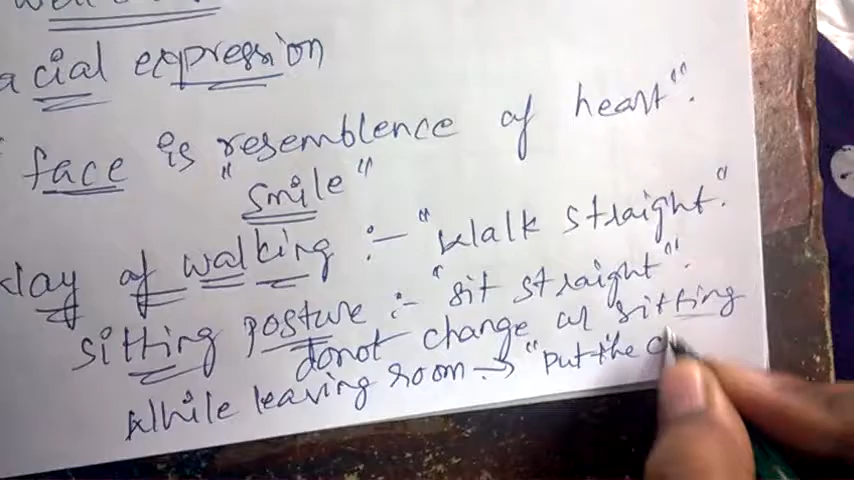 acial expression
face is resemblence of heart".
"smile"
way of walking :- "walk straight".
sitting posture :- "sit straight".
donot change sitting
while leaving room → "put the c